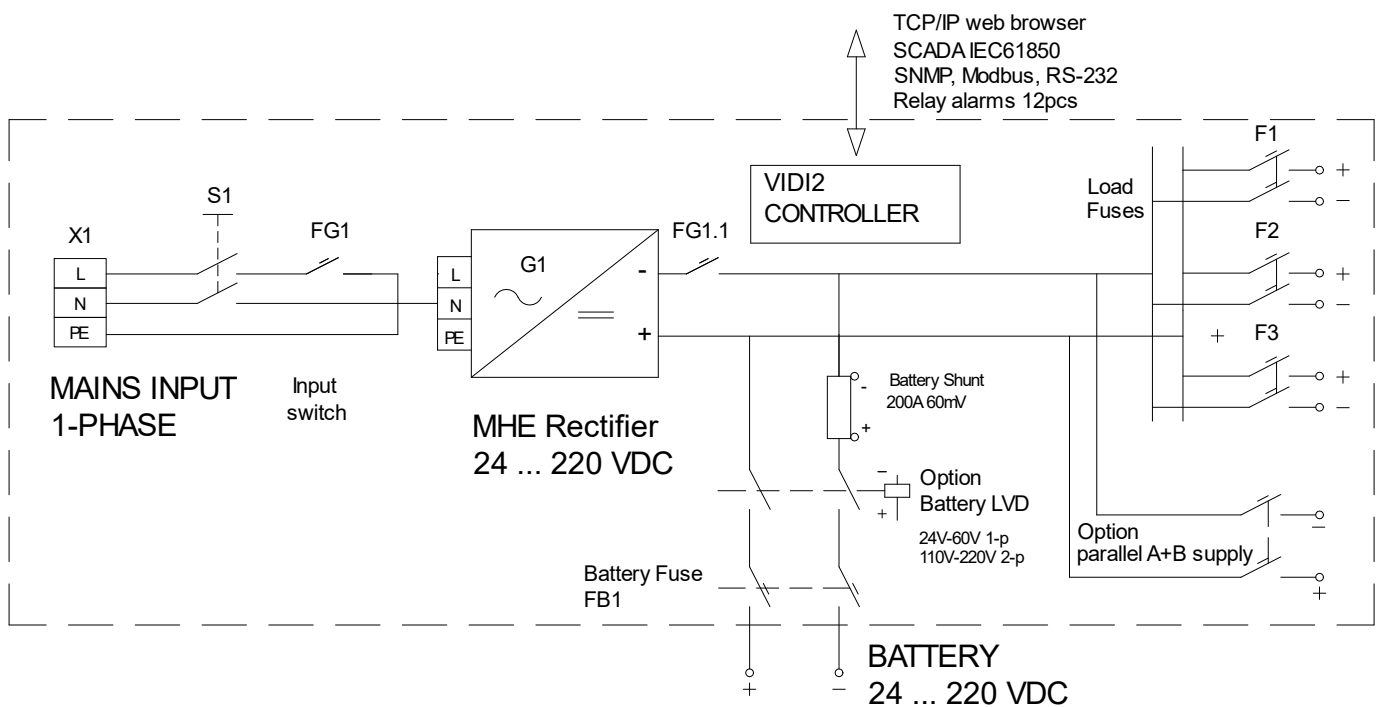 TCP/IP web browser
SCADA IEC61850
SNMP, Modbus, RS-232
Relay alarms 12pcs
F1
+
−
S1
VIDI2
CONTROLLER
Load
Fuses
X1
FG1
FG1.1
F2
L
N
PE
L
N
PE
G1
-
+
+
−
+
F3
MAINS INPUT
1-PHASE
Input
switch
MHE Rectifier
24 ... 220 VDC
-
+
Battery Shunt
200A 60mV
+
−
−
+
Option
Battery LVD
24V-60V 1-p
110V-220V 2-p
Option
parallel A+B supply
−
+
Battery Fuse
FB1
+
−
BATTERY
24 ... 220 VDC